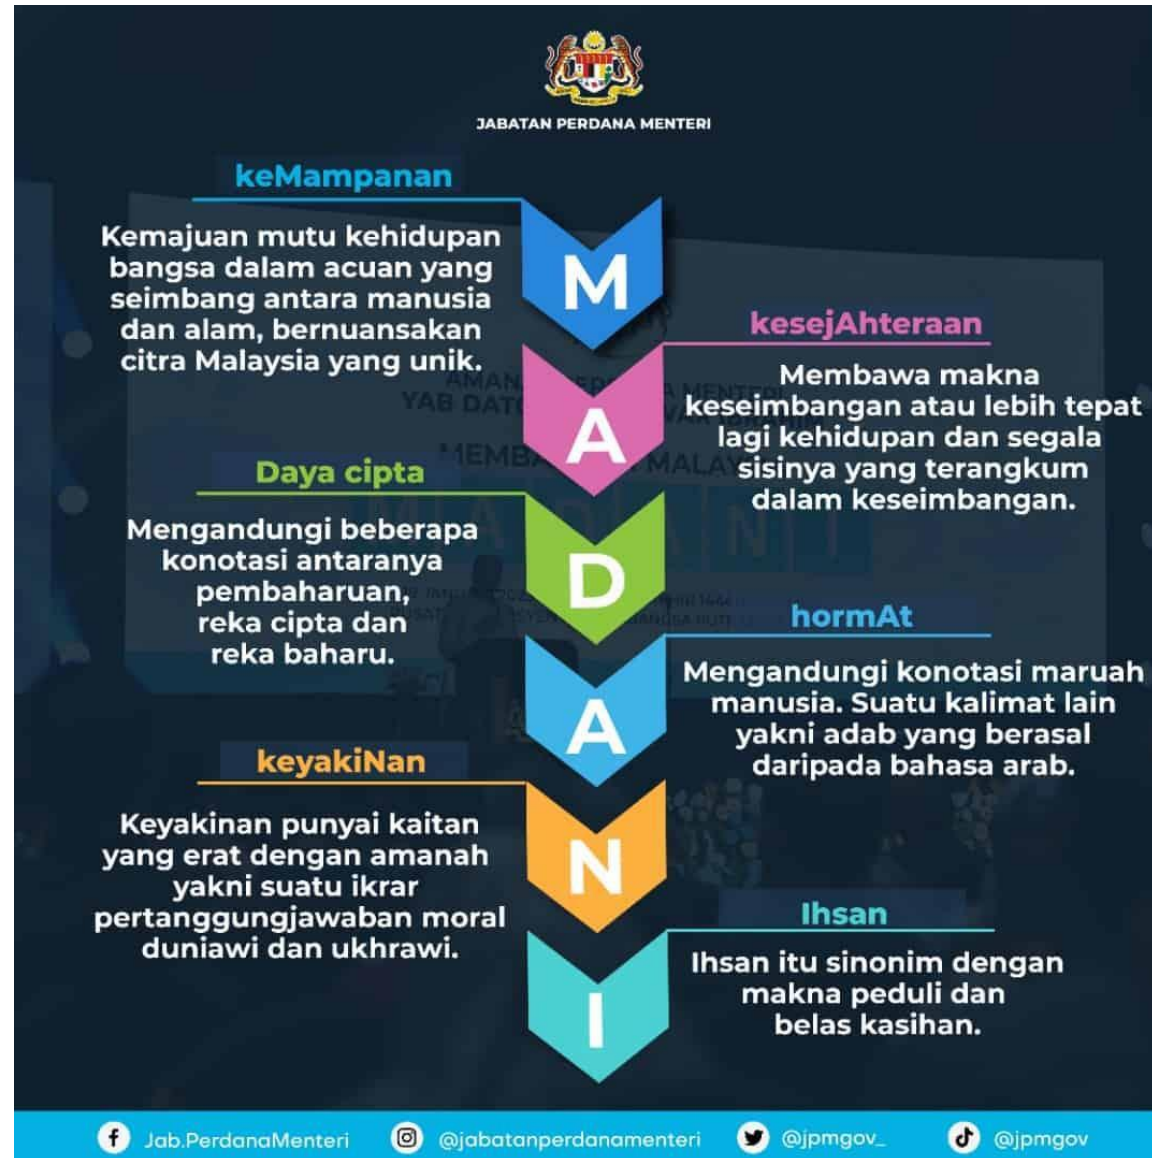 JABATAN PERDANA MENTERI
keMampanan
Kemajuan mutu kehidupan
bangsa dalam acuan yang
seimbang antara manusia
dan alam, bernuansakan
citra Malaysia yang unik.
M
kesejAhteraan
Membawa makna
keseimbangan atau lebih tepat
lagi kehidupan dan segala
sisinya yang terangkum
dalam keseimbangan.
A
Daya cipta
Mengandungi beberapa
konotasi antaranya
pembaharuan,
reka cipta dan
reka baharu.
D
hormAt
Mengandungi konotasi maruah
manusia. Suatu kalimat lain
yakni adab yang berasal
daripada bahasa arab.
A
keyakiNan
Keyakinan punyai kaitan
yang erat dengan amanah
yakni suatu ikrar
pertanggungjawaban moral
duniawi dan ukhrawi.
N
Ihsan
Ihsan itu sinonim dengan
makna peduli dan
belas kasihan.
I
Jab.PerdanaMenteri @jabatanperdanamenteri @jpmgov_ @jpmgov